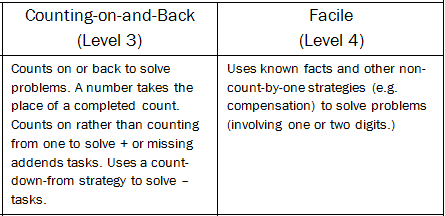 Counting-on-and-Back
(Level 3)
Facile
(Level 4)
Counts on or back to solve
problems. A number takes the
place of a completed count.
Counts on rather than counting
from one to solve + or missing
addends tasks. Uses a count-
down-from strategy to solve –
tasks.
Uses known facts and other non-
count-by-one strategies (e.g.
compensation) to solve problems
(involving one or two digits.)